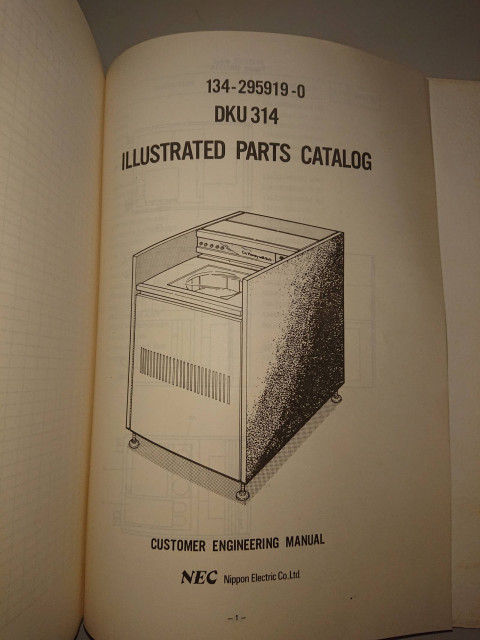 134-295919-0
DKU 314
ILLUSTRATED PARTS CATALOG
CUSTOMER ENGINEERING MANUAL
NEC Nippon Electric Co., Ltd.
-1-